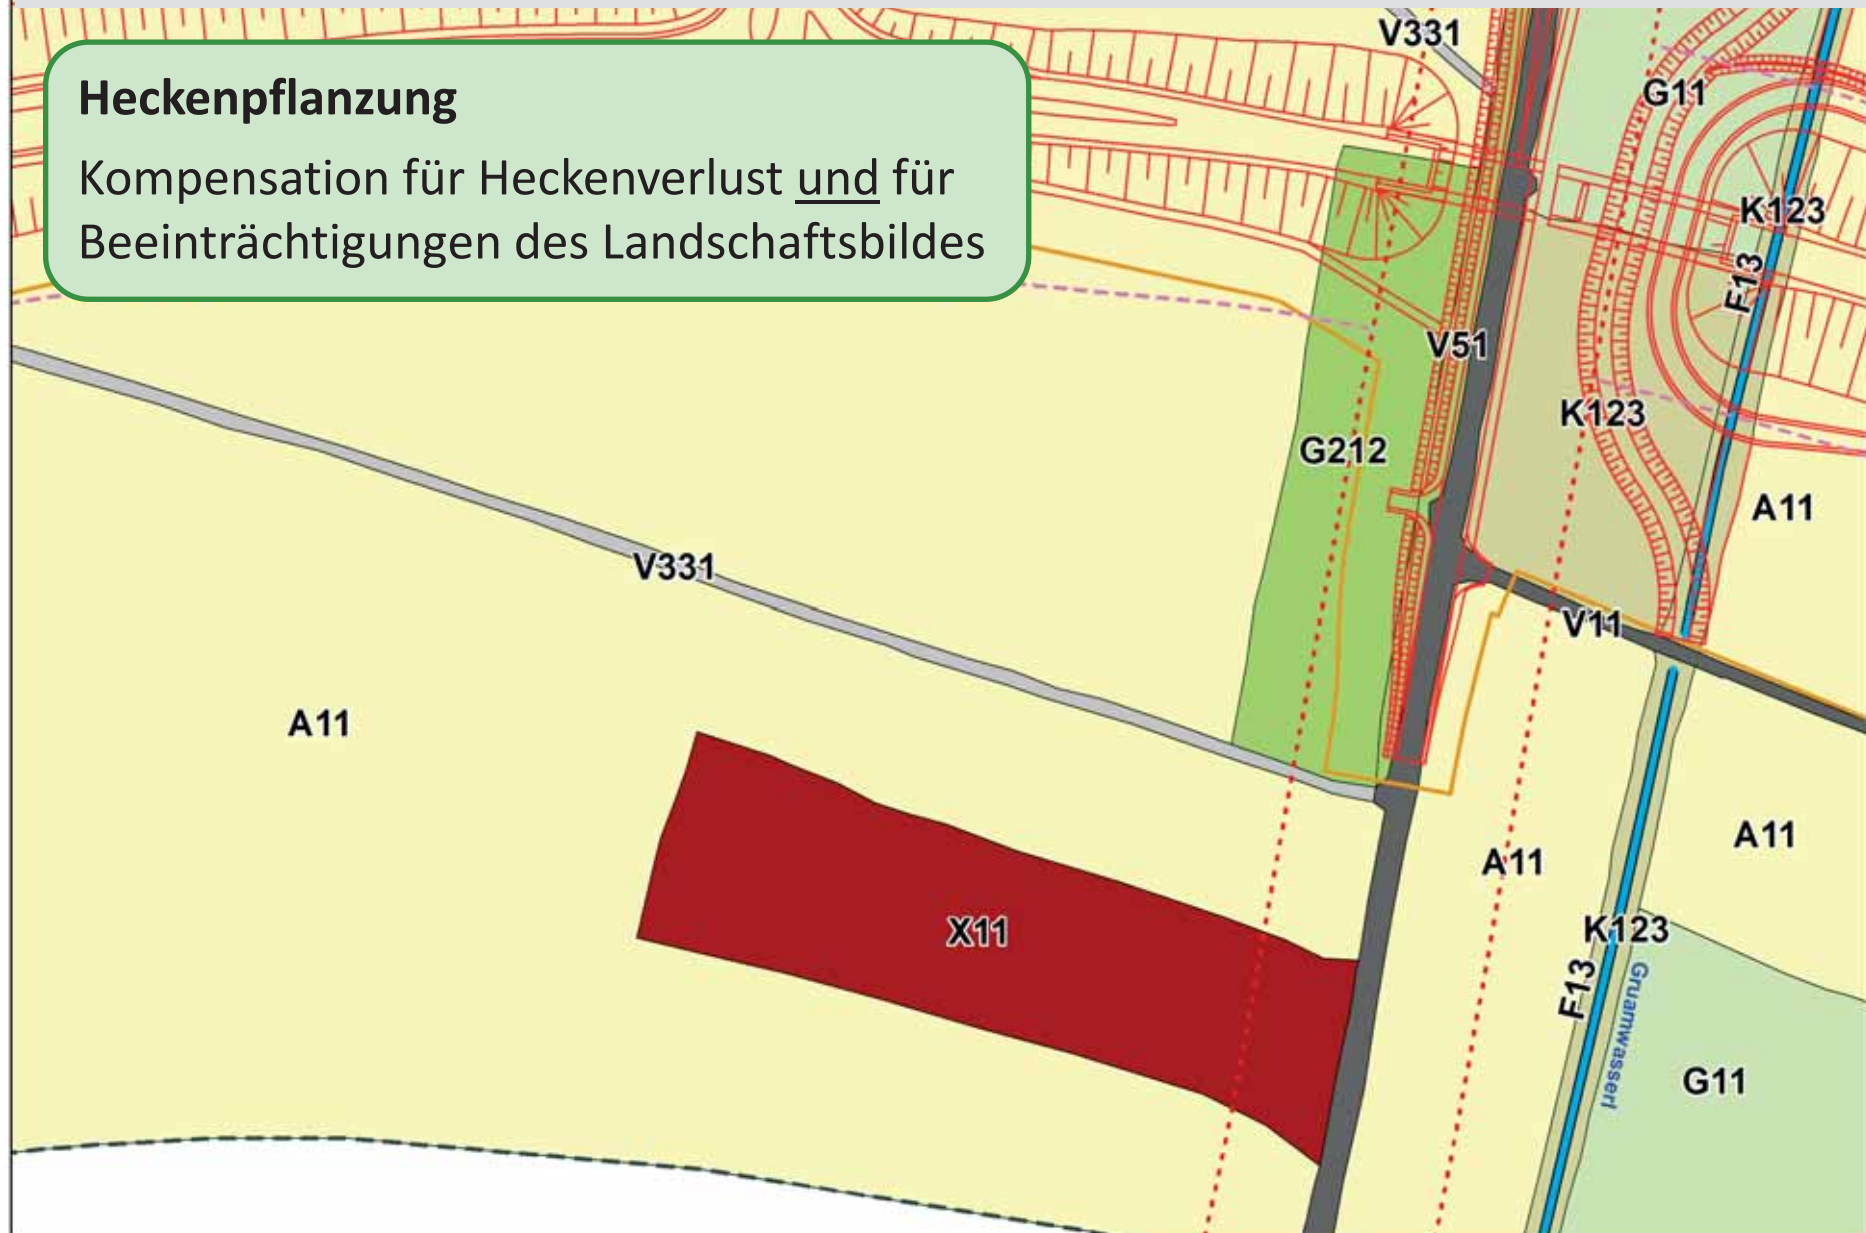 Heckenpflanzung
Kompensation für Heckenverlust und für
Beeinträchtigungen des Landschaftsbildes
V331
G11
K123
F13
V51
K123
G212
A11
V331
V11
A11
A11
A11
X11
K123
F13
Gruamwasserl
G11